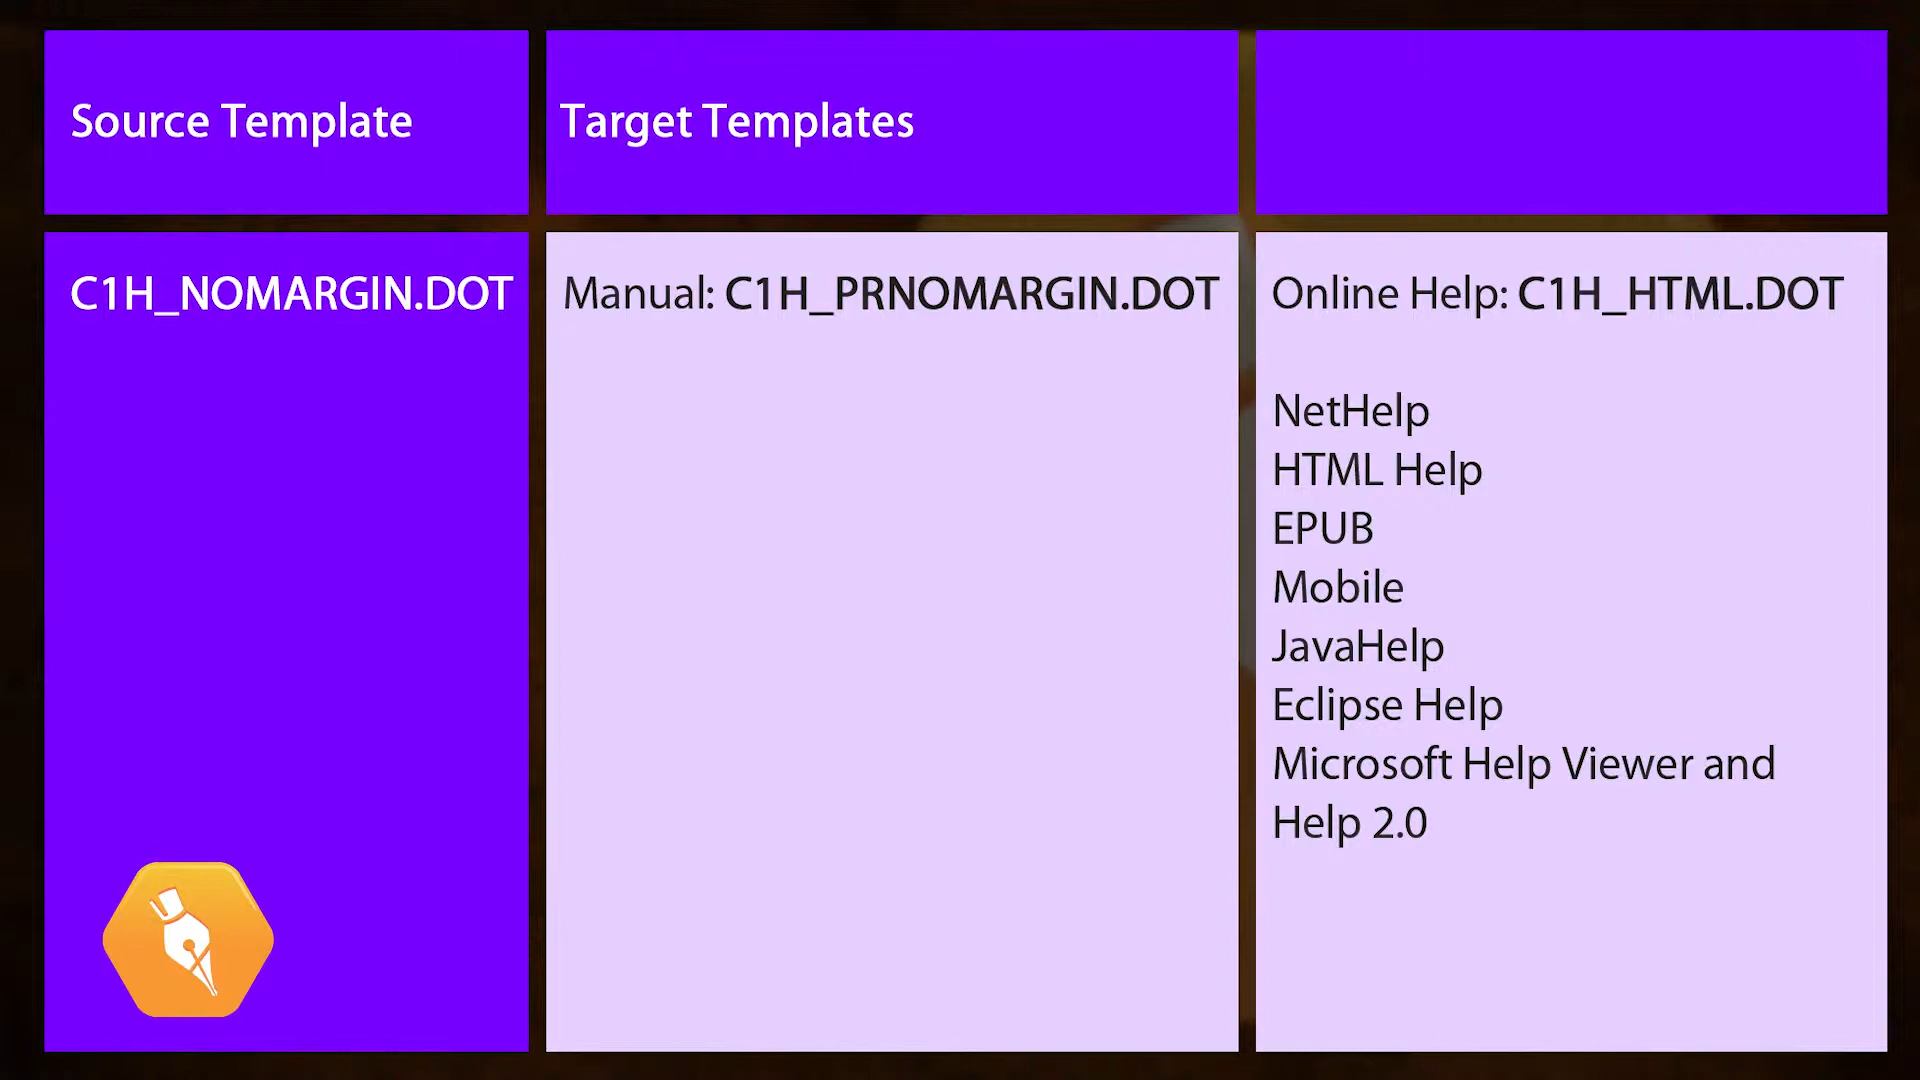 Source Template
Target Templates
C1H_NOMARGIN.DOT
Manual: C1H_PRNOMARGIN.DOT
Online Help: C1H_HTML.DOT
NetHelp
HTML Help
EPUB
Mobile
JavaHelp
Eclipse Help
Microsoft Help Viewer and
Help 2.0